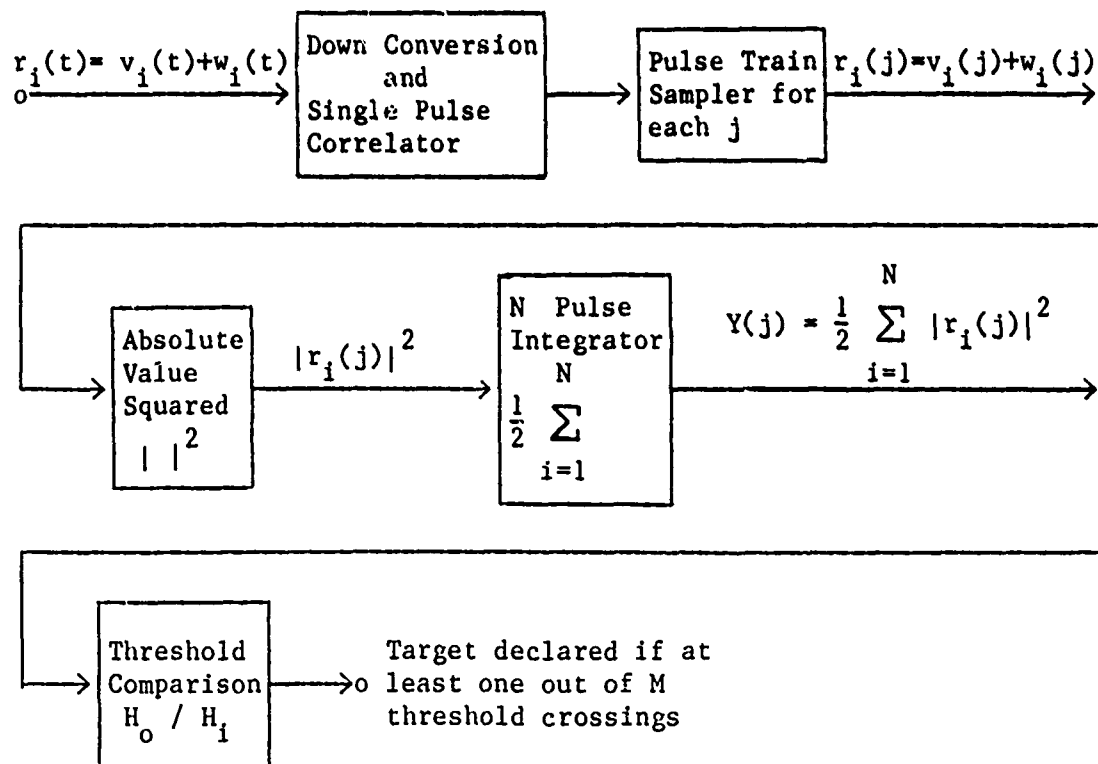 r_i(t)= v_i(t)+w_i(t)
o
Down Conversion
and
Single Pulse
Correlator
Pulse Train
Sampler for
each j
r_i(j)=v_i(j)+w_i(j)
Absolute
Value
Squared
| |^2
|r_i(j)|^2
N Pulse
Integrator
N
1/2 Σ
i=1
N
Y(j) = 1/2 Σ |r_i(j)|^2
i=1
Threshold
Comparison
H_o / H_i
o
Target declared if at
least one out of M
threshold crossings